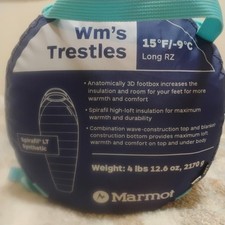 Wm's
Trestles
15°F/-9°C
Long RZ
• Anatomically 3D footbox increases the
insulation and room for your feet for more
warmth and comfort
• Spirafil high-loft insulation for maximum
warmth and durability
• Combination wave-construction top and blanket
construction bottom provides maximum loft
warmth and comfort on top and under body
Spirafil™ LT
Synthetic
Weight: 4 lbs 12.6 oz, 2170 g
Marmot